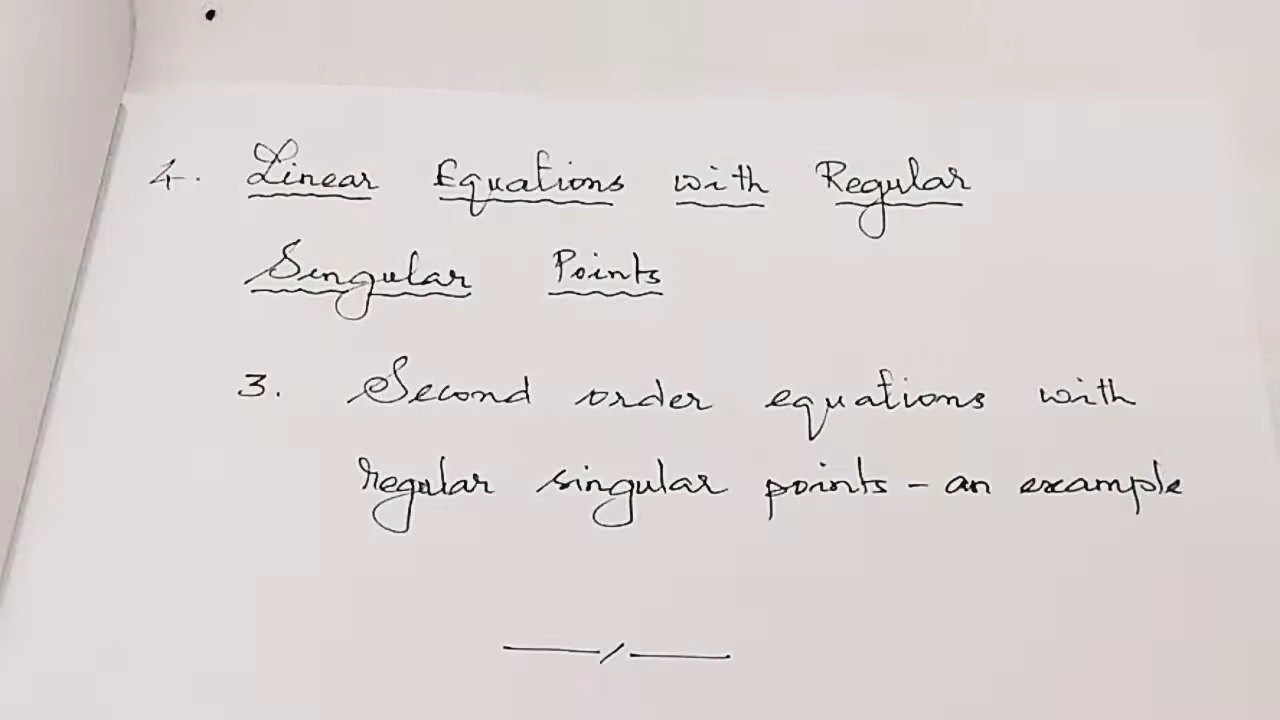 4. Linear Equations with Regular
Singular Points
3. Second order equations with
regular singular points - an example